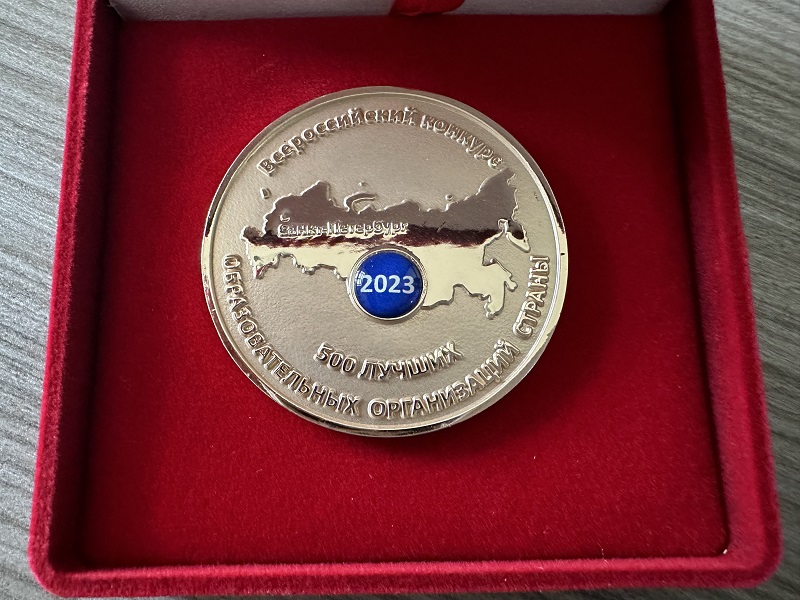 Всероссийский конкурс
Санкт-Петербург
2023
500 ЛУЧШИХ
ОБРАЗОВАТЕЛЬНЫХ ОРГАНИЗАЦИЙ СТРАНЫ